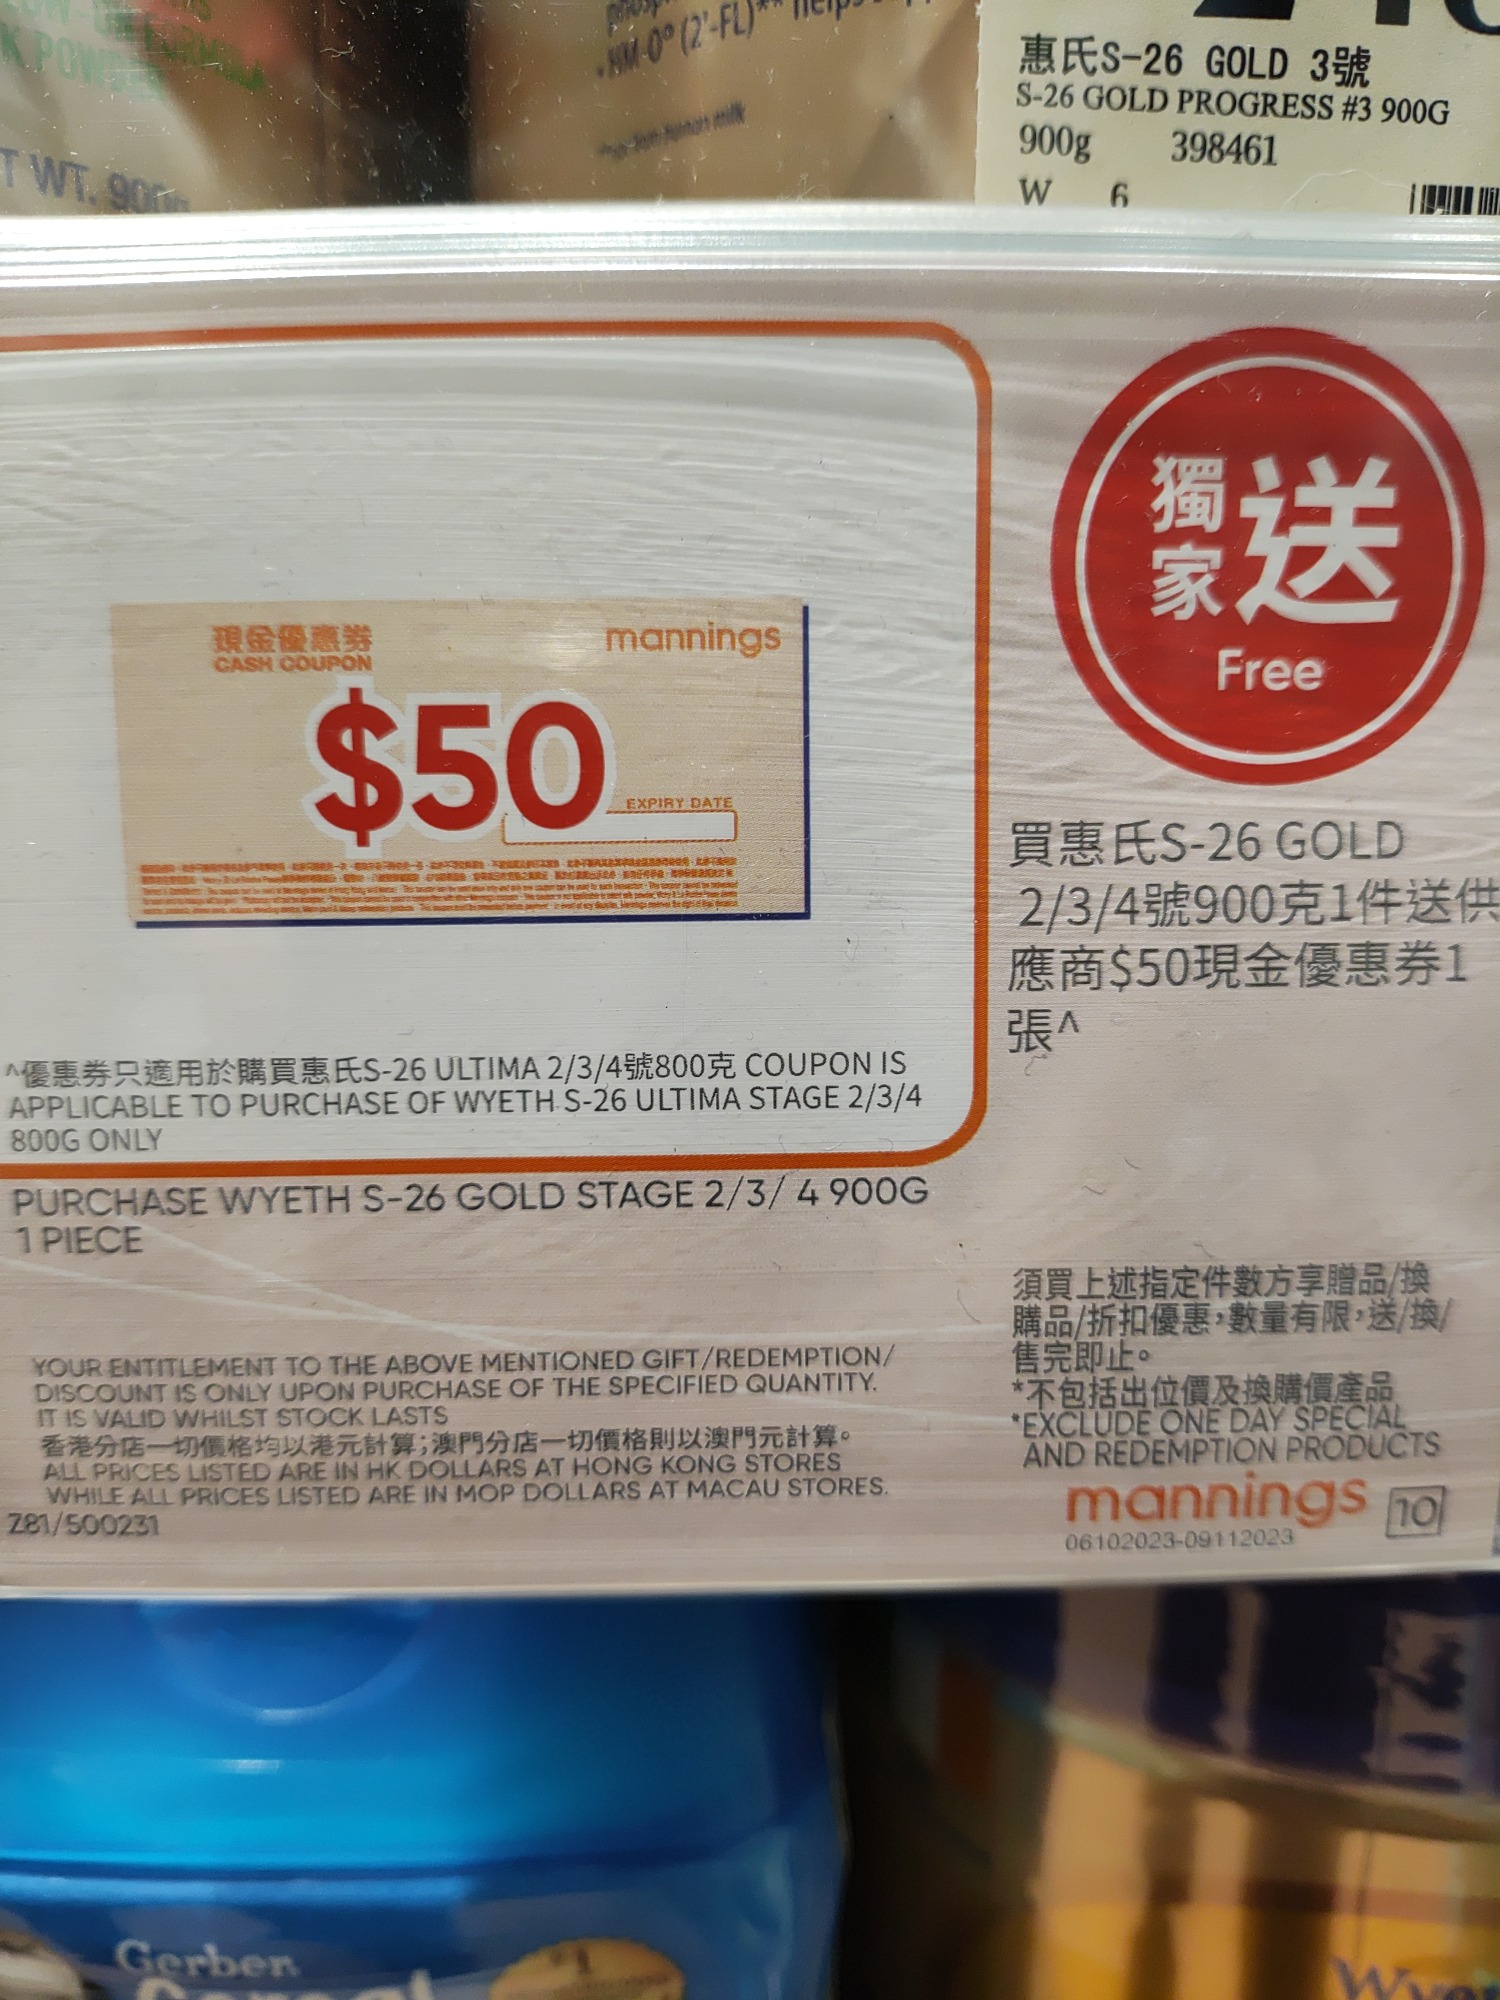 K POWDER
T WT. 900g
HM-O° (2'-FL)**
惠氏S-26 GOLD 3號
S-26 GOLD PROGRESS #3 900G
900g 398461
W 6
現金優惠券
CASH COUPON
mannings
$50
EXPIRY DATE
^優惠券只適用於購買惠氏S-26 ULTIMA 2/3/4號800克 COUPON IS
APPLICABLE TO PURCHASE OF WYETH S-26 ULTIMA STAGE 2/3/4
800G ONLY
PURCHASE WYETH S-26 GOLD STAGE 2/3/ 4 900G
1 PIECE
YOUR ENTITLEMENT TO THE ABOVE MENTIONED GIFT/REDEMPTION/
DISCOUNT IS ONLY UPON PURCHASE OF THE SPECIFIED QUANTITY.
IT IS VALID WHILST STOCK LASTS
香港分店一切價格均以港元計算;澳門分店一切價格則以澳門元計算。
ALL PRICES LISTED ARE IN HK DOLLARS AT HONG KONG STORES
WHILE ALL PRICES LISTED ARE IN MOP DOLLARS AT MACAU STORES.
Z81/500231
獨家送
Free
買惠氏S-26 GOLD
2/3/4號900克1件送供
應商$50現金優惠券1
張^
須買上述指定件數方享贈品/換
購品/折扣優惠,數量有限,送/換/
售完即止。
*不包括出位價及換購價產品
*EXCLUDE ONE DAY SPECIAL
AND REDEMPTION PRODUCTS
mannings 10
06102023-09112023
Gerber
#1